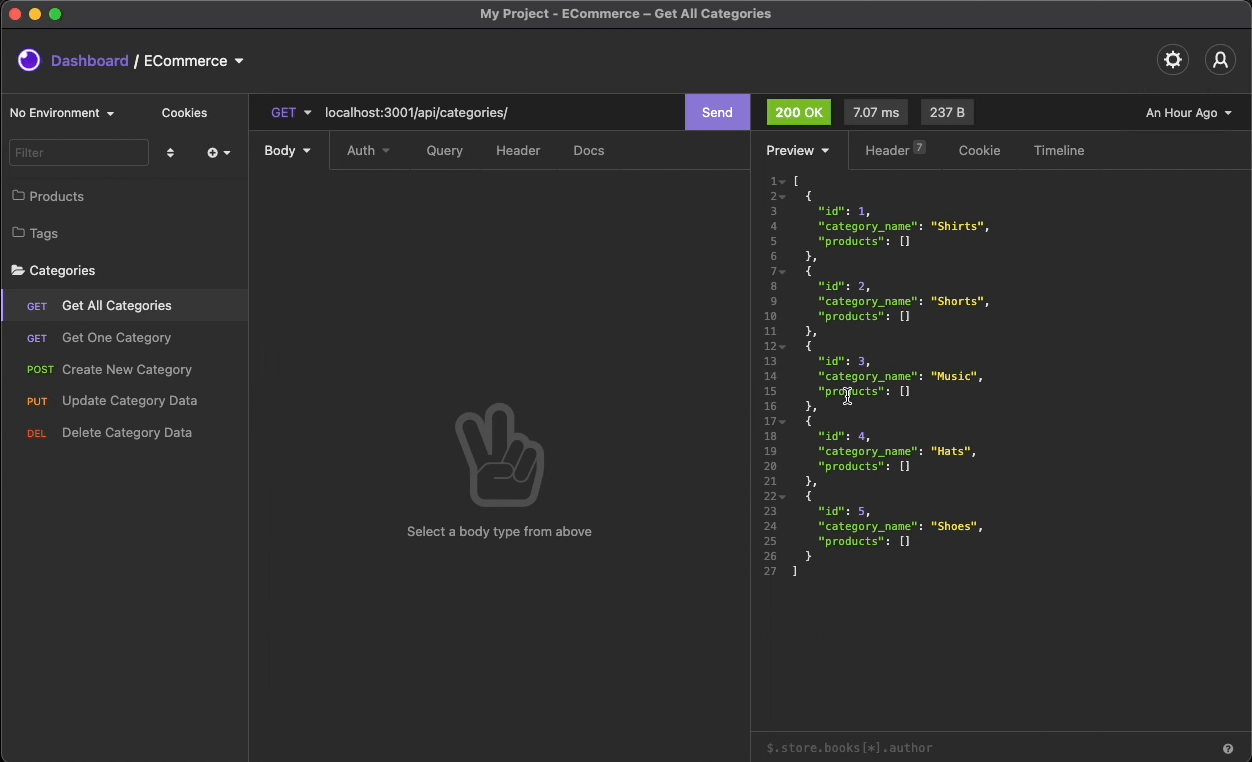 My Project - ECommerce – Get All Categories
Dashboard / ECommerce
No Environment
Cookies
Filter
Products
Tags
Categories
GET Get All Categories
GET Get One Category
POST Create New Category
PUT Update Category Data
DEL Delete Category Data
GET localhost:3001/api/categories/ Send
Body Auth Query Header Docs
Select a body type from above
200 OK 7.07 ms 237 B An Hour Ago
Preview Header 7 Cookie Timeline
1 [
2 {
3 "id": 1,
4 "category_name": "Shirts",
5 "products": []
6 },
7 {
8 "id": 2,
9 "category_name": "Shorts",
10 "products": []
11 },
12 {
13 "id": 3,
14 "category_name": "Music",
15 "products": []
16 },
17 {
18 "id": 4,
19 "category_name": "Hats",
20 "products": []
21 },
22 {
23 "id": 5,
24 "category_name": "Shoes",
25 "products": []
26 }
27 ]
$.store.books[*].author
?